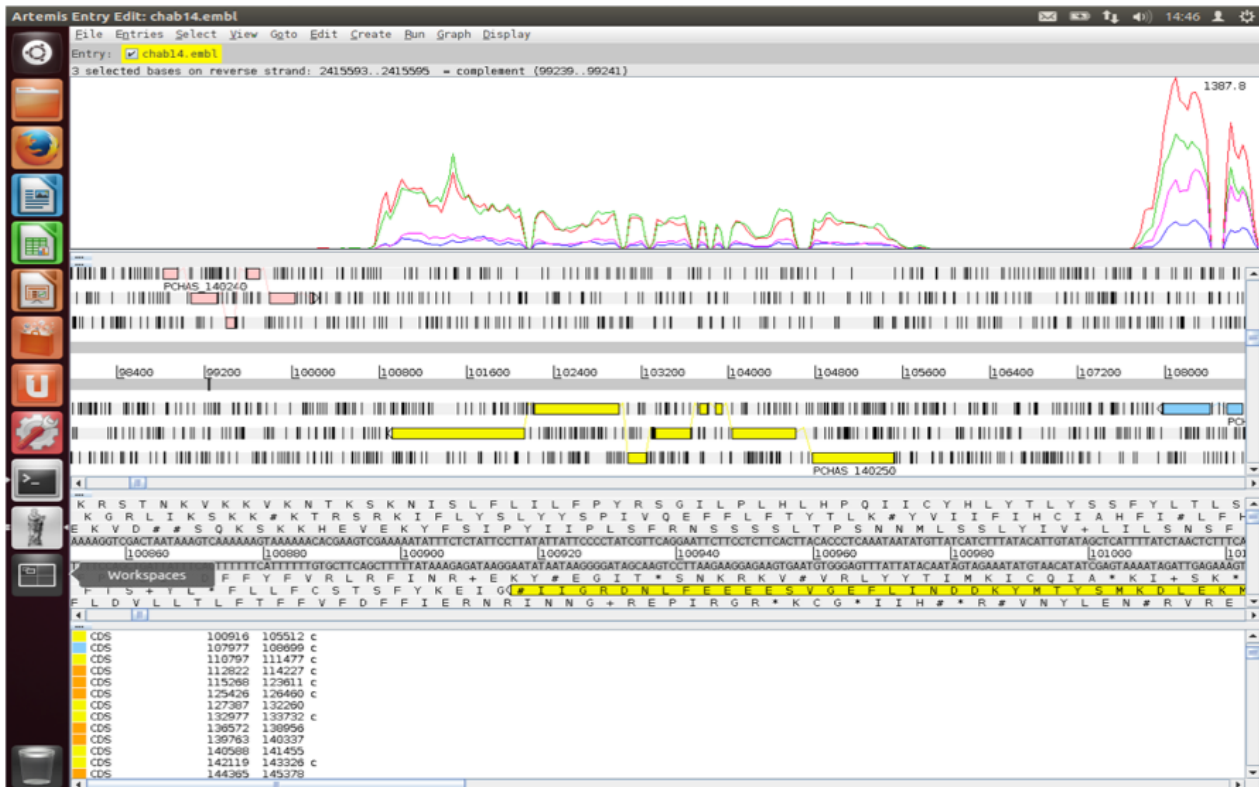 Artemis Entry Edit: chab14.embl 14:46
File Entries Select View Goto Edit Create Run Graph Display
Entry: chab14.embl
3 selected bases on reverse strand: 2415593..2415595 = complement (99239..99241)
1387.8
PCHAS_140240
98400 99200 100000 100800 101600 102400 103200 104000 104800 105600 106400 107200 108000
PCH
PCHAS_140250
K R S T N K V K K V K N T K S K N I S L F L I L F P Y R S G I L P L H L H P Q I I C Y H L Y T L Y S S F Y L T L S
K G R L I K S K K # K T R S R K I F L Y S L Y Y S P I V Q E F F L F T Y T L K # Y V I I F I H C I A H F I # L F H
E K V D # # S Q K S K K H E V E K Y F S I P Y I I P L S F R N S S S S L T P S N N M L S S L Y I V + L I L S N S F
100860 100880 100900 100920 100940 100960 100980 101000 101
Workspaces
D F F Y F V R L R F I N R + E K Y # E G I T * S N K R K V # V R L Y Y T I M K I C Q I A * K I + S K *
F T S + Y L * F L L F C S T S F Y K E I G # I I G R D N L F E E E E S V G E F L I N D D K Y M T Y S M K D L E K M
F L D V L L T L F T F F V F D F F I E R N R I N N G + R E P I R G R * K C G * I I H # * R # V N Y L E N # R V R E
CDS 100916 105512 c
CDS 107977 108699 c
CDS 110797 111477 c
CDS 112822 114227 c
CDS 115268 123611 c
CDS 125426 126460 c
CDS 127387 132260
CDS 132977 133732 c
CDS 136572 138956
CDS 139763 140337
CDS 140588 141455
CDS 142119 143326 c
CDS 144365 145378